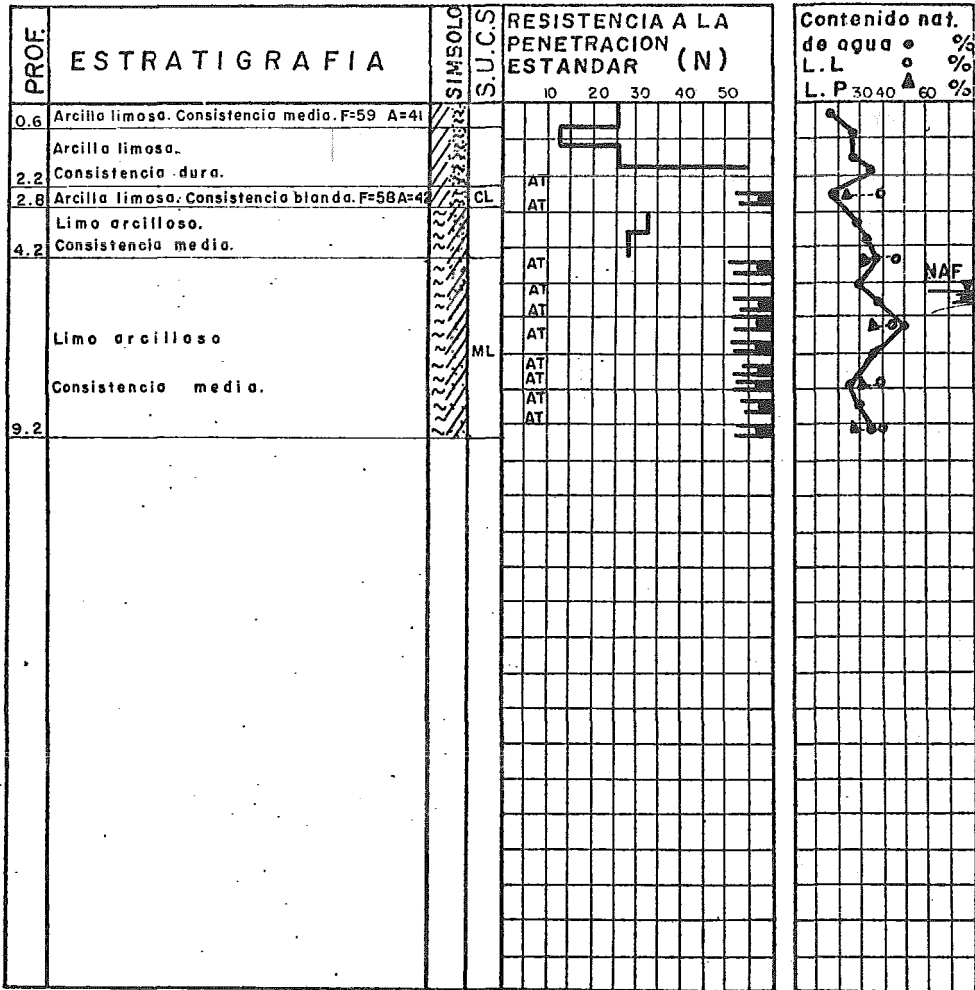 PROF.
ESTRATIGRAFIA
SIMBOLO
S.U.C.S
RESISTENCIA A LA
PENETRACION
ESTANDAR (N)
10 20 30 40 50
Contenido nat.
de agua %
L.L %
L.P %
30 40 60
0.6 Arcilla limosa. Consistencia media. F=59 A=41
Arcilla limosa.
Consistencia dura.
2.2
AT
2.8 Arcilla limosa. Consistencia blanda. F=58 A=42 CL
AT
Limo arcilloso.
Consistencia media.
4.2
AT
NAF
AT
AT
AT
Limo arcilloso
ML
AT
AT
Consistencia media.
AT
AT
9.2